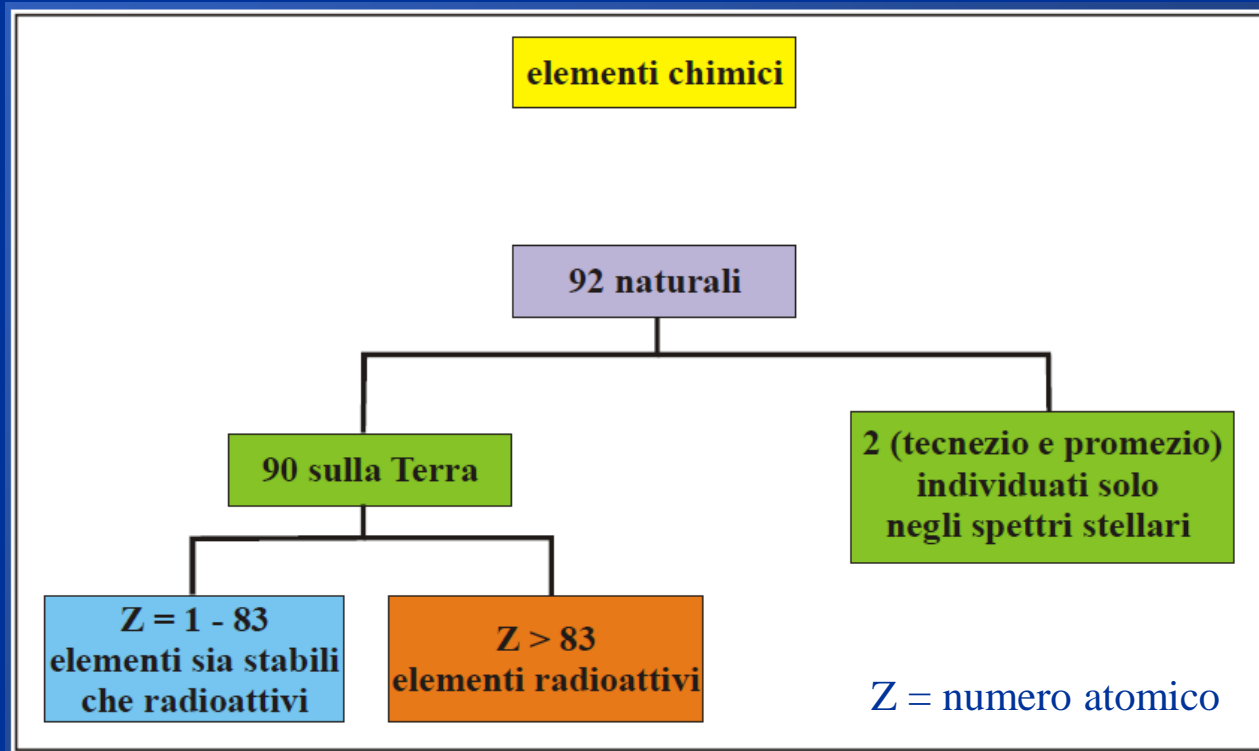 elementi chimici
92 naturali
90 sulla Terra
2 (tecnezio e promezio)
individuati solo
negli spettri stellari
Z = 1 - 83
elementi sia stabili
che radioattivi
Z > 83
elementi radioattivi
Z = numero atomico